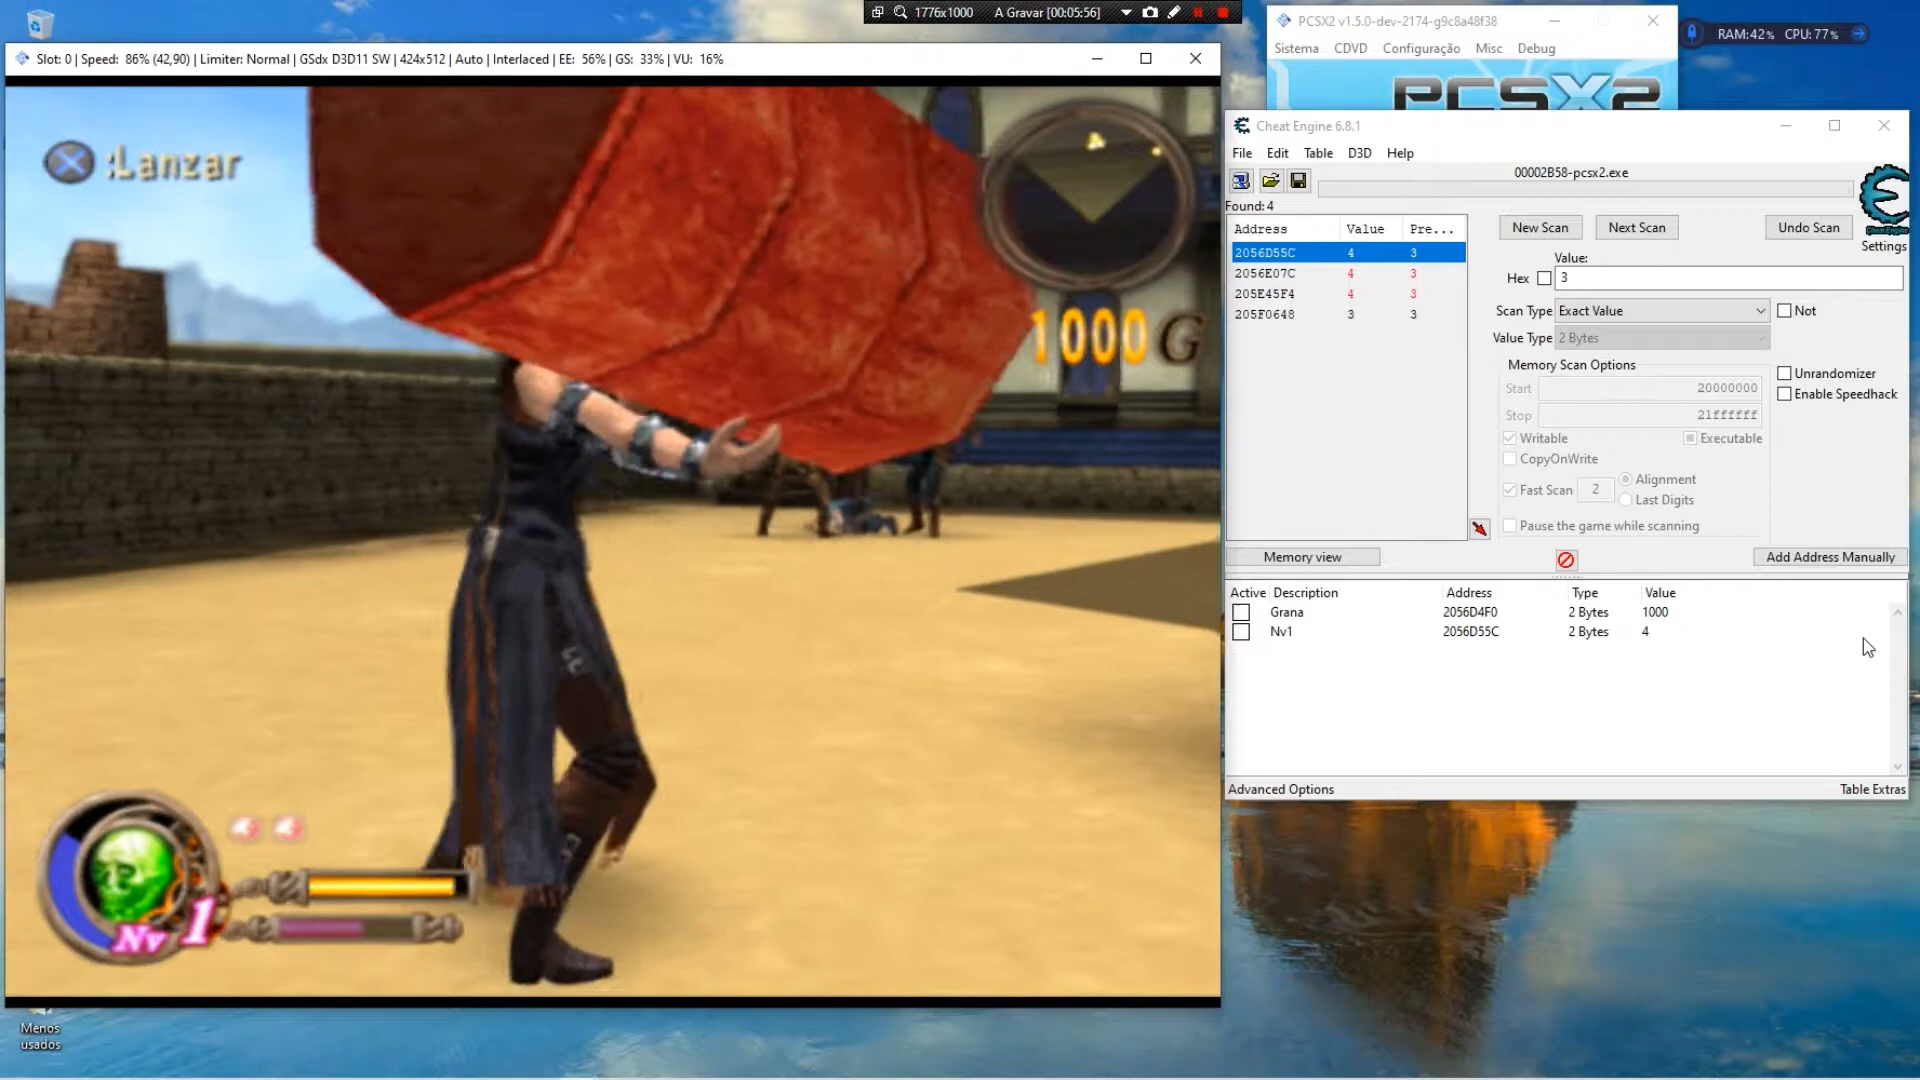 1776x1000 A Gravar [00:05:56]
PCSX2 v1.5.0-dev-2174-g9c8a48f38
RAM:42% CPU:77%
Sistema CDVD Configuração Misc Debug
PCSX2
Slot: 0 | Speed: 86% (42,90) | Limiter: Normal | GSdx D3D11 SW | 424x512 | Auto | Interlaced | EE: 56% | GS: 33% | VU: 16%
:Lanzar
1000 G
Nv 1
Menos
usados
Cheat Engine 6.8.1
File Edit Table D3D Help
00002B58-pcsx2.exe
Found: 4
Address Value Pre...
2056D55C 4 3
2056E07C 4 3
205E45F4 4 3
205F0648 3 3
New Scan Next Scan Undo Scan
Settings
Value:
Hex 3
Scan Type Exact Value Not
Value Type 2 Bytes
Memory Scan Options
Start 20000000
Stop 21ffffff
Unrandomizer
Enable Speedhack
Writable Executable
CopyOnWrite
Fast Scan 2 Alignment
Last Digits
Pause the game while scanning
Memory view Add Address Manually
Active Description Address Type Value
Grana 2056D4F0 2 Bytes 1000
Nv1 2056D55C 2 Bytes 4
Advanced Options Table Extras